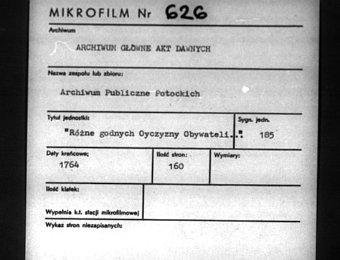 MIKROFILM Nr 626
Archiwum
ARCHIWUM GŁÓWNE AKT DAWNYCH
Nazwa zespołu lub zbioru:
Archiwum Publiczne Potockich
Tytuł jednostki: Sygn. jedn.
"Różne godnych Oyczyzny Obywateli..." 185
Daty krańcowe: Ilość stron: Wymiary:
1764 160
Ilość klatek:
Wypełnia k.t. stacji mikrofilmowej
Wykaz stron niezapisanych: